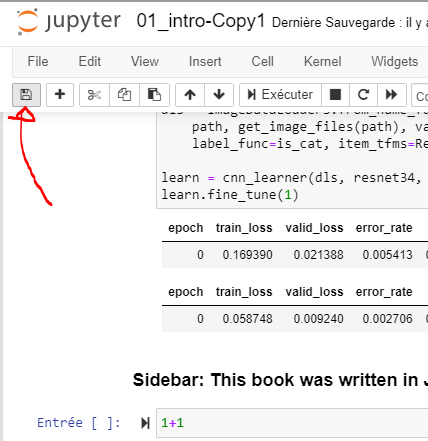 jupyter 01_intro-Copy1 Dernière Sauvegarde : il y
File Edit View Insert Cell Kernel Widgets
Exécuter
path, get_image_files(path), va
label_func=is_cat, item_tfms=Re
learn = cnn_learner(dls, resnet34,
learn.fine_tune(1)
epoch train_loss valid_loss error_rate
0 0.169390 0.021388 0.005413 0
epoch train_loss valid_loss error_rate
0 0.058748 0.009240 0.002706 0
Sidebar: This book was written in J
Entrée [ ]: 1+1